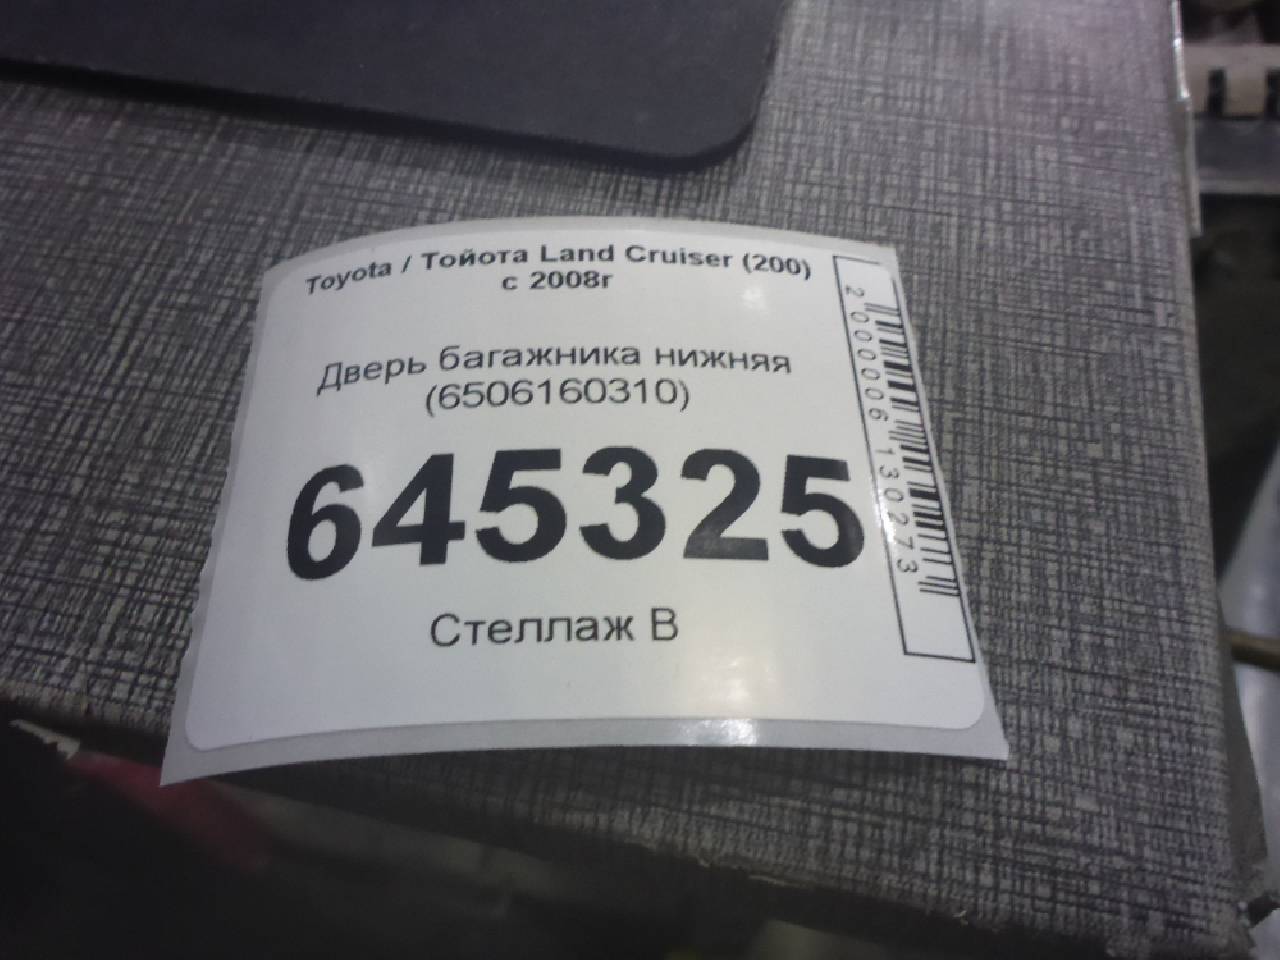 Toyota / Тойота Land Cruiser (200)
с 2008г
Дверь багажника нижняя
(6506160310)
645325
Стеллаж В
2000006130273